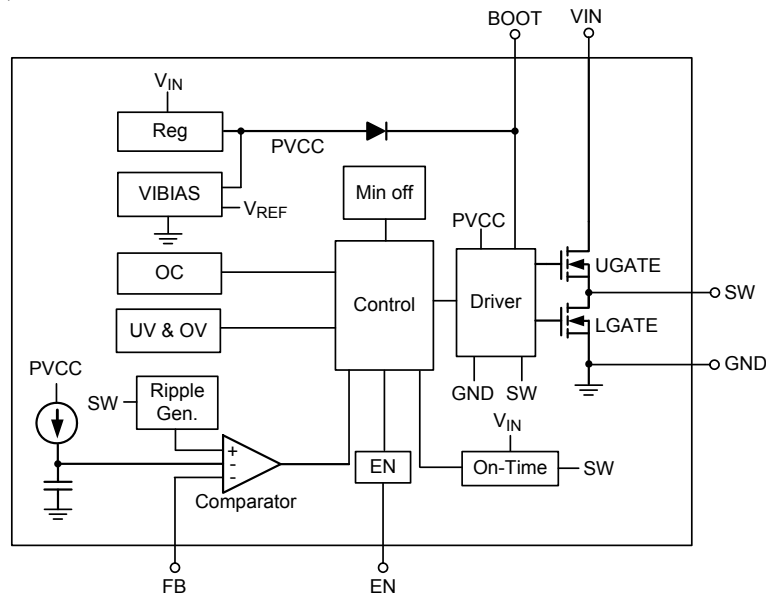 BOOT
VIN
VIN
Reg
PVCC
VIBIAS
VREF
Min off
PVCC
OC
Control
Driver
UGATE
SW
UV & OV
LGATE
PVCC
GND
SW
GND
SW
Ripple
Gen.
VIN
+
-
-
EN
On-Time
SW
Comparator
FB
EN